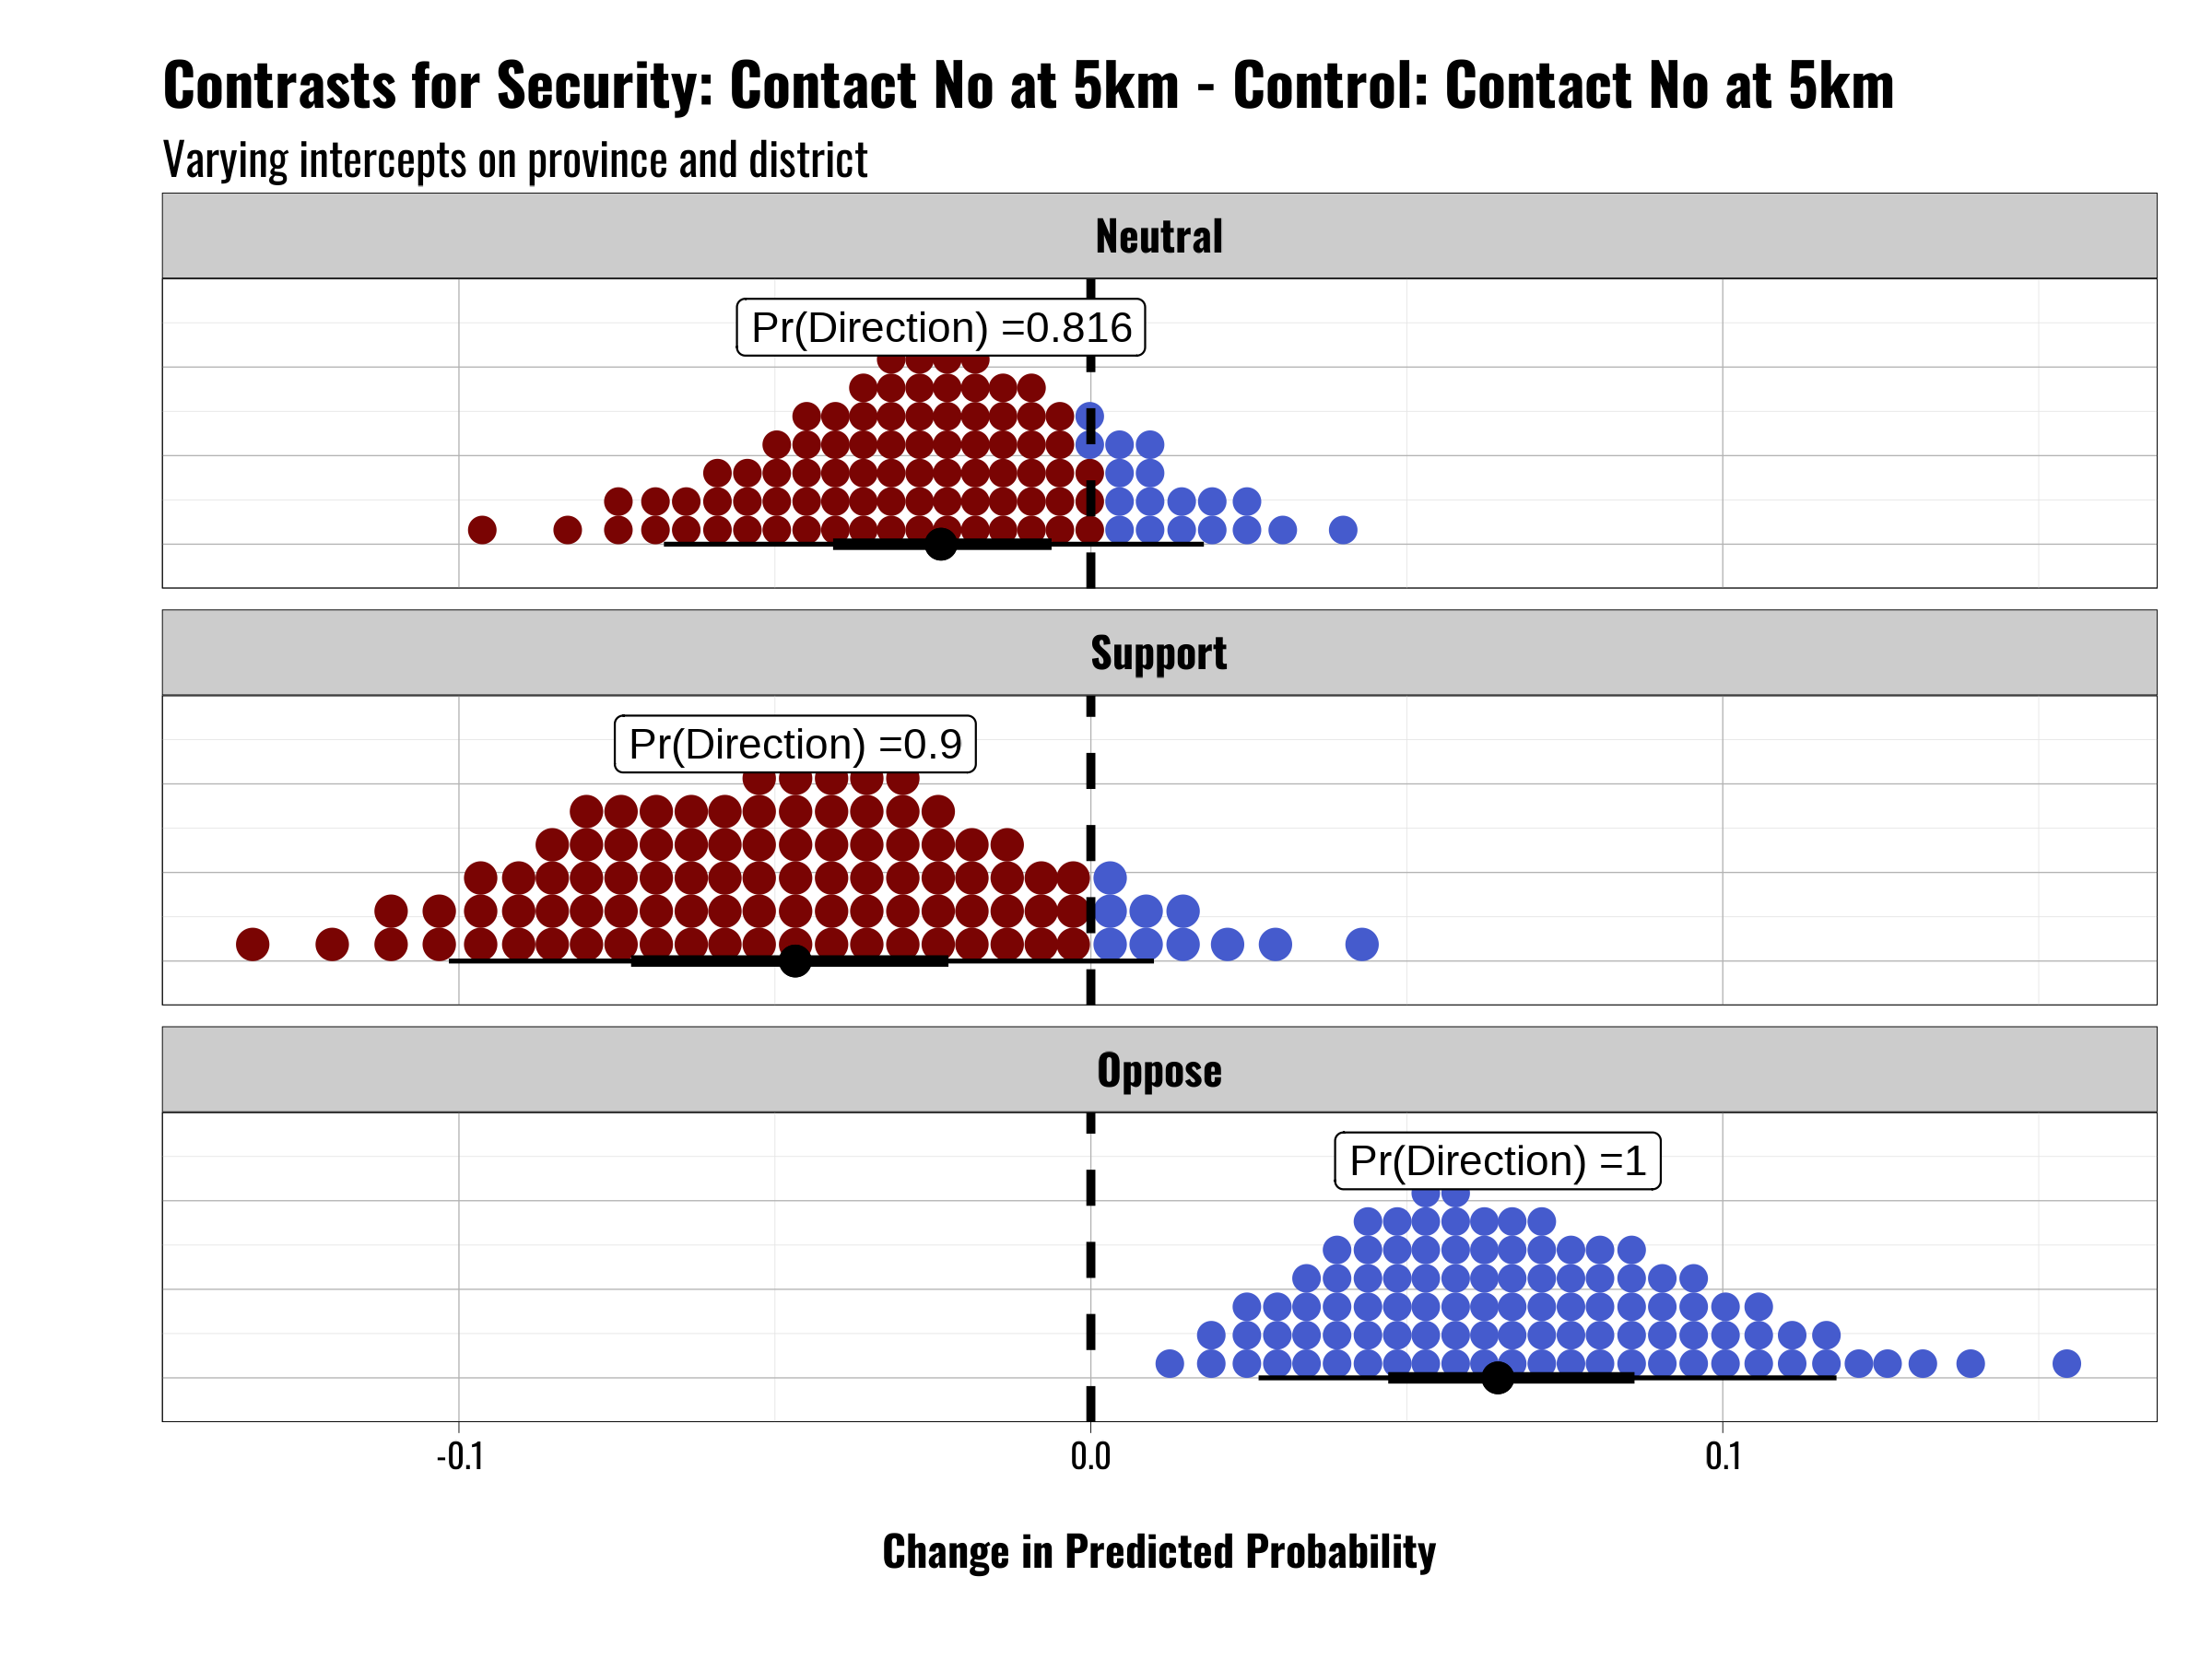 Contrasts for Security: Contact No at 5km - Control: Contact No at 5km
Varying intercepts on province and district
Neutral
Pr(Direction) =0.816
Support
Pr(Direction) =0.9
Oppose
Pr(Direction) =1
-0.1 0.0 0.1
Change in Predicted Probability